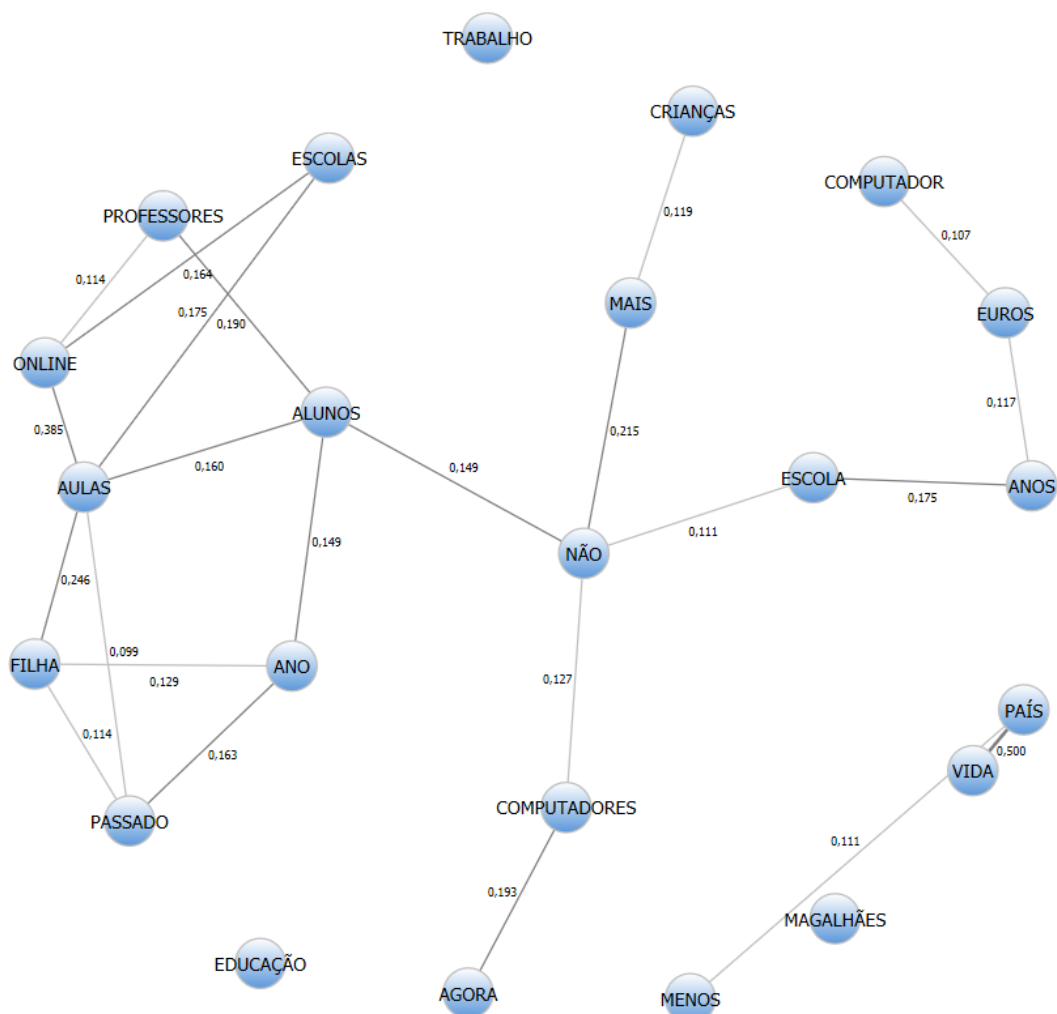 TRABALHO
CRIANÇAS
ESCOLAS
COMPUTADOR
PROFESSORES
0,119
0,107
0,164
0,114
MAIS
0,175
EUROS
0,190
ONLINE
0,117
ALUNOS
0,385
0,215
0,160
0,149
ESCOLA
AULAS
ANOS
0,175
0,111
0,149
NÃO
0,246
0,099
FILHA
ANO
0,129
0,127
PAÍS
0,114
0,500
0,163
VIDA
COMPUTADORES
PASSADO
0,111
0,193
MAGALHÃES
EDUCAÇÃO
AGORA
MENOS